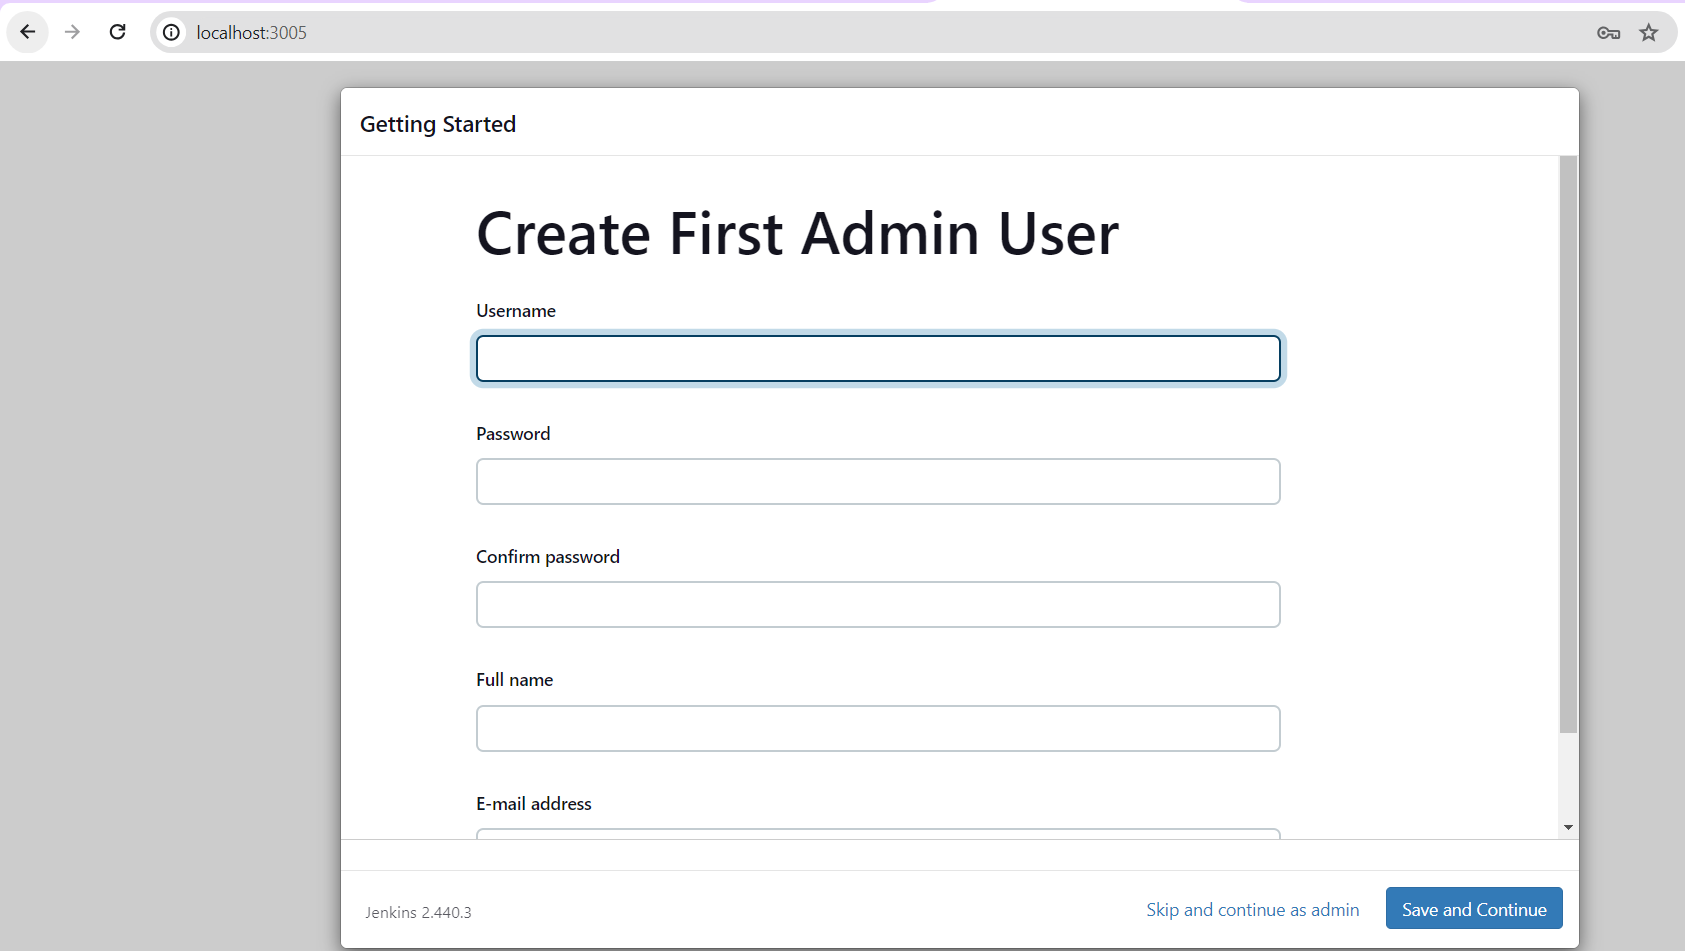 localhost:3005
Getting Started
Create First Admin User
Username
Password
Confirm password
Full name
E-mail address
Jenkins 2.440.3
Skip and continue as admin
Save and Continue